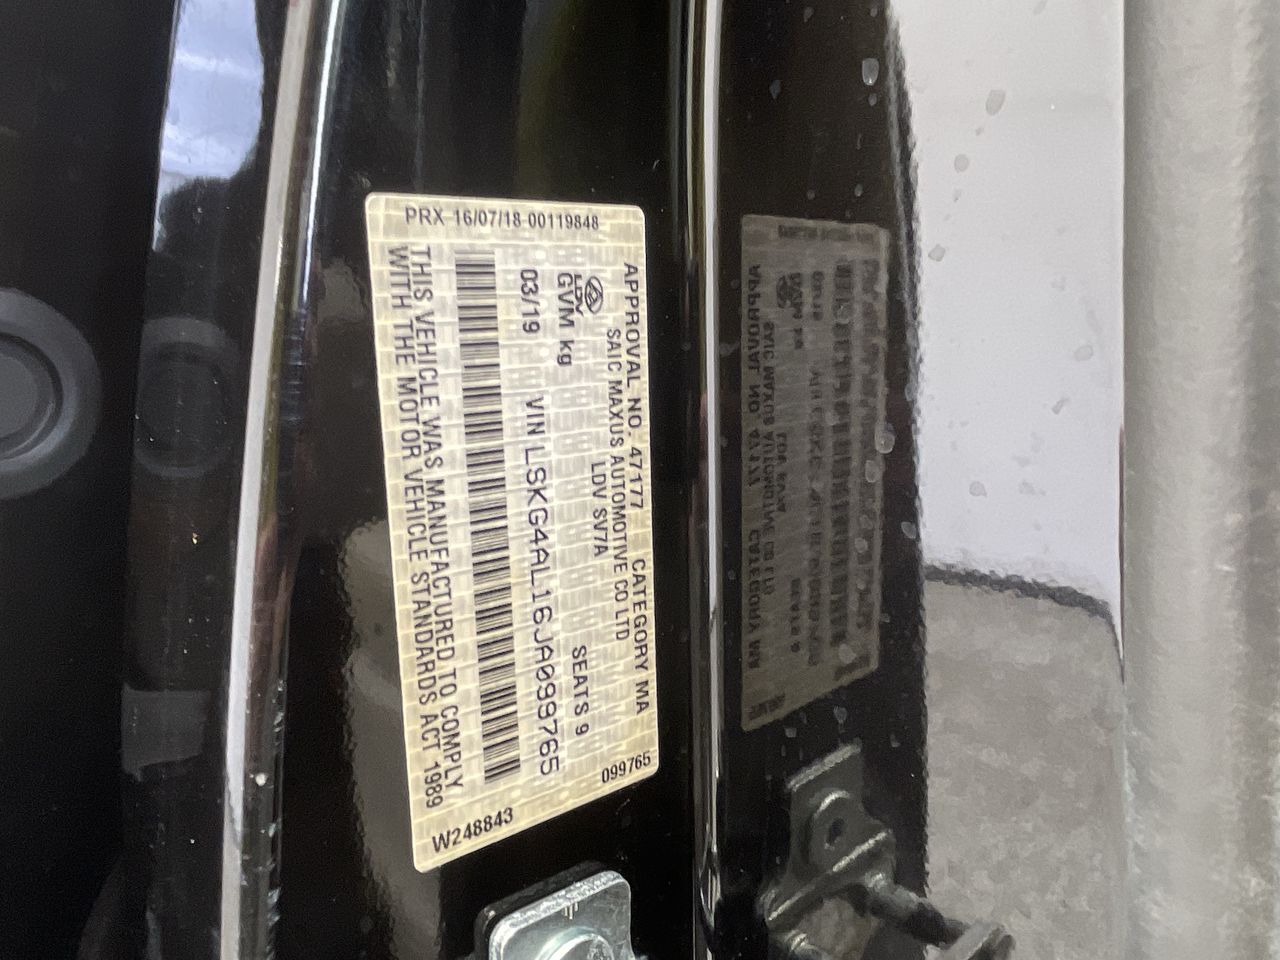 APPROVAL NO. 47177 CATEGORY MA
SAIC MAXUS AUTOMOTIVE CO LTD
LDV SV7A
LDV
GVM kg SEATS 9
03/19 VIN LSKG4AL16JA099765
THIS VEHICLE WAS MANUFACTURED TO COMPLY
WITH THE MOTOR VEHICLE STANDARDS ACT 1989
PRX 16/07/18 00119848
099765
W248843